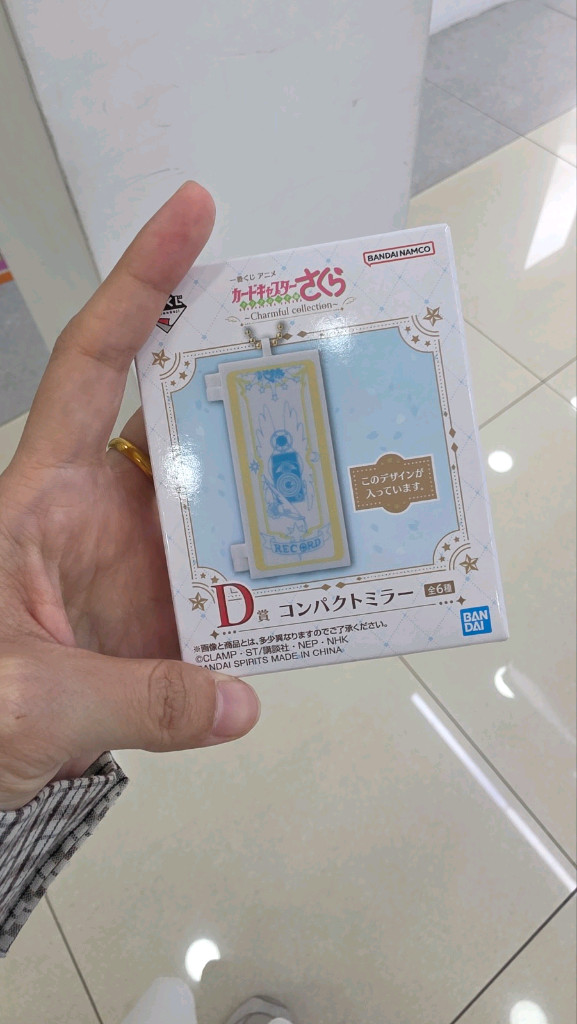 一番くじ アニメ
BANDAI NAMCO
カードキャプターさくら
~Charmful collection~
くじ
RECORD
このデザインが
入っています。
D賞 コンパクトミラー 全6種
※画像と商品とは、多少異なりますのでご了承ください。
©CLAMP・ST/講談社・NEP・NHK
BANDAI SPIRITS MADE IN CHINA
BAN
DAI